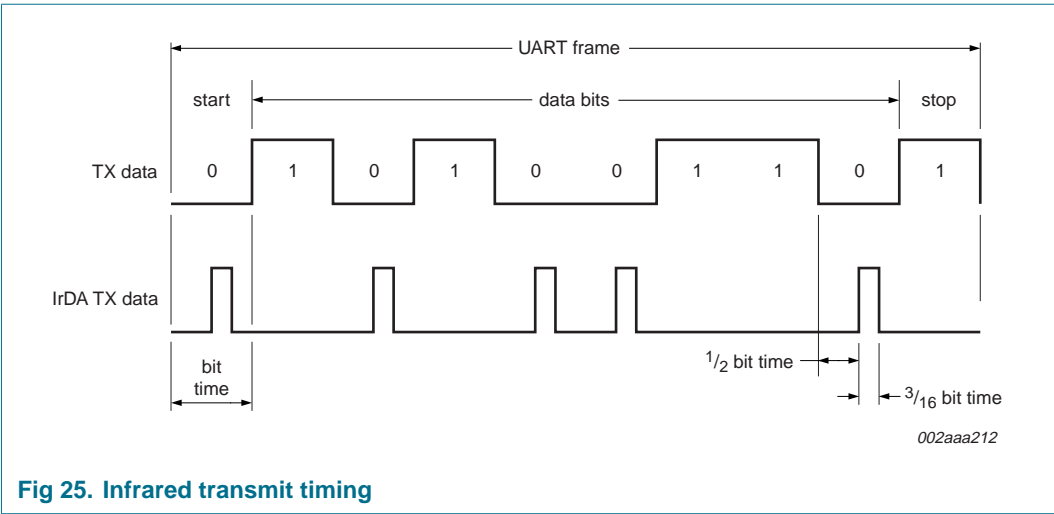 UART frame
start data bits stop
TX data 0 1 0 1 0 0 1 1 0 1
IrDA TX data
bit
time
1/2 bit time
3/16 bit time
002aaa212
Fig 25. Infrared transmit timing